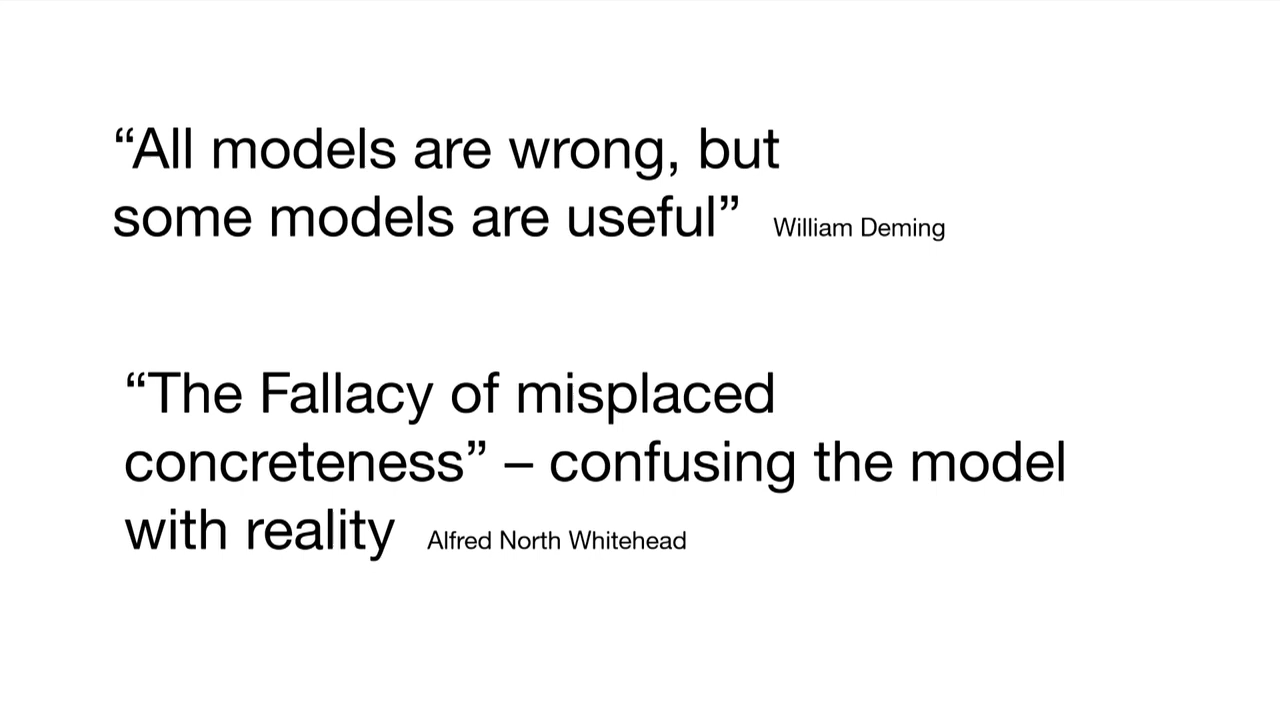 “All models are wrong, but
some models are useful” William Deming
“The Fallacy of misplaced
concreteness” – confusing the model
with reality Alfred North Whitehead